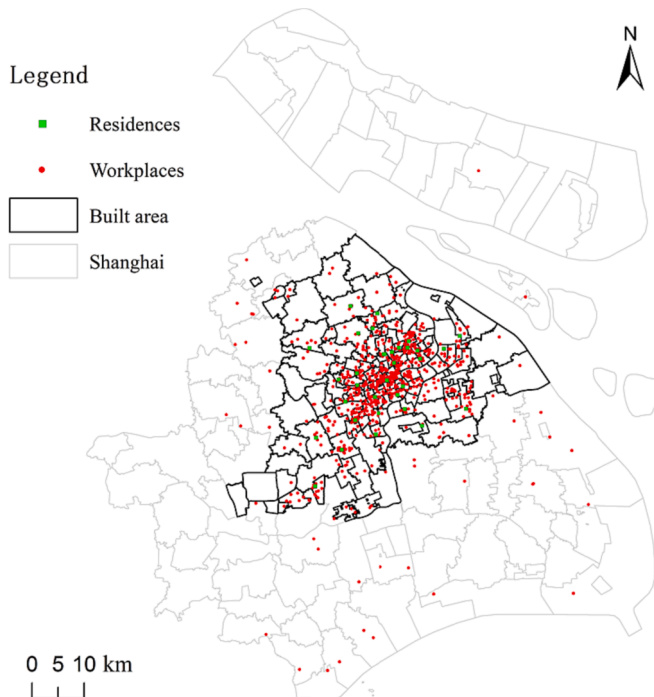 N
Legend
Residences
Workplaces
Built area
Shanghai
0 5 10 km